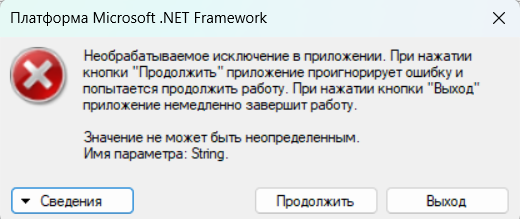 Платформа Microsoft .NET Framework
Необрабатываемое исключение в приложении. При нажатии
кнопки "Продолжить" приложение проигнорирует ошибку и
попытается продолжить работу. При нажатии кнопки "Выход"
приложение немедленно завершит работу.
Значение не может быть неопределенным.
Имя параметра: String.
Сведения
Продолжить
Выход